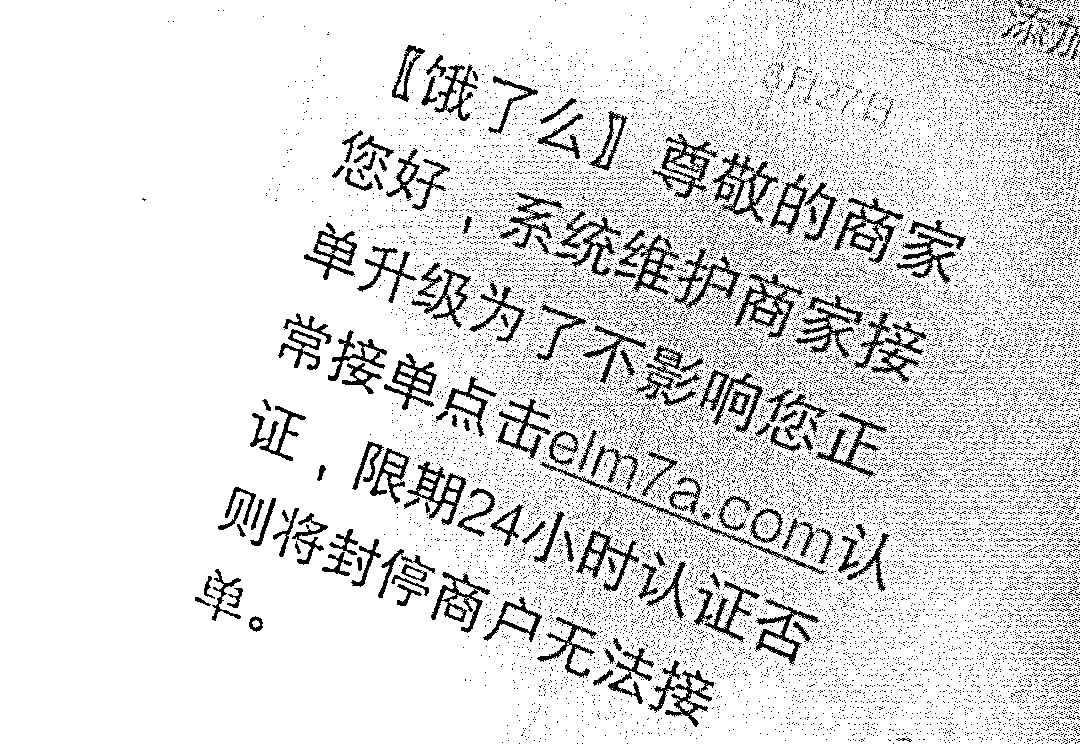 添加
3月27日
〖饿了么〗尊敬的商家
您好，系统维护商家接
单升级为了不影响您正
常接单点击elm7a.com认
证，限期24小时认证否
则将封停商户无法接
单。